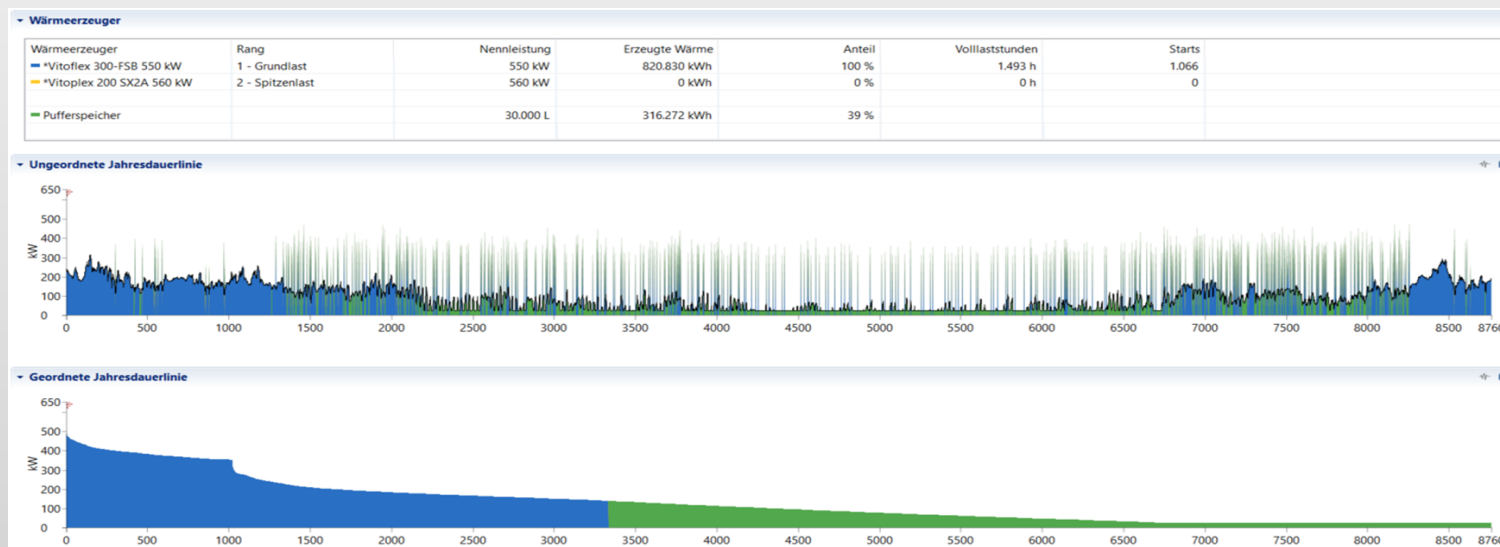 Wärmeerzeuger
Wärmeerzeuger Rang Nennleistung Erzeugte Wärme Anteil Volllaststunden Starts
*Vitoflex 300-FSB 550 kW 1 - Grundlast 550 kW 820.830 kWh 100 % 1.493 h 1.066
*Vitoplex 200 SX2A 560 kW 2 - Spitzenlast 560 kW 0 kWh 0 % 0 h 0
Pufferspeicher 30.000 L 316.272 kWh 39 %
Ungeordnete Jahresdauerlinie
650
500
400
300
200
100
0
kW
0 500 1000 1500 2000 2500 3000 3500 4000 4500 5000 5500 6000 6500 7000 7500 8000 8500 8760
Geordnete Jahresdauerlinie
650
500
400
300
200
100
0
kW
0 500 1000 1500 2000 2500 3000 3500 4000 4500 5000 5500 6000 6500 7000 7500 8000 8500 8760